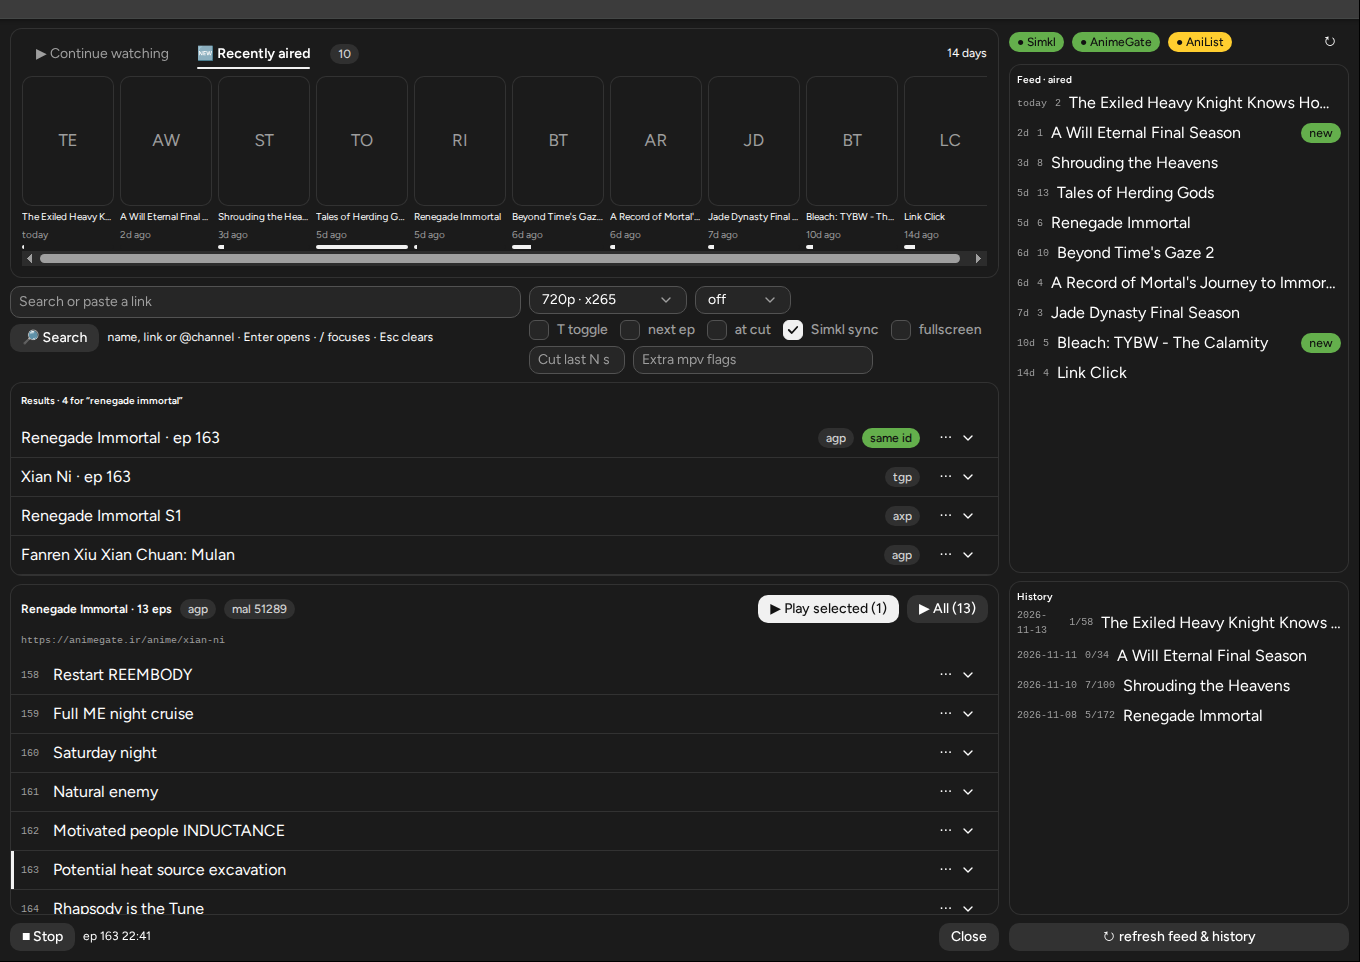 ▶ Continue watching
🆕 Recently aired
10
14 days
TE
AW
ST
TO
RI
BT
AR
JD
BT
LC
The Exiled Heavy K...
A Will Eternal Final ...
Shrouding the Hea...
Tales of Herding G...
Renegade Immortal
Beyond Time's Gaz...
A Record of Mortal'...
Jade Dynasty Final ...
Bleach: TYBW - Th...
Link Click
today
2d ago
3d ago
5d ago
5d ago
6d ago
6d ago
7d ago
10d ago
14d ago
Search or paste a link
720p · x265
off
🔎 Search
name, link or @channel · Enter opens · / focuses · Esc clears
T toggle
next ep
at cut
Simkl sync
fullscreen
Cut last N s
Extra mpv flags
Results · 4 for “renegade immortal”
Renegade Immortal · ep 163
agp
same id
...
Xian Ni · ep 163
tgp
...
Renegade Immortal S1
axp
...
Fanren Xiu Xian Chuan: Mulan
agp
...
Renegade Immortal · 13 eps
agp
mal 51289
▶ Play selected (1)
▶ All (13)
https://animegate.ir/anime/xian-ni
158 Restart REEMBODY ...
159 Full ME night cruise ...
160 Saturday night ...
161 Natural enemy ...
162 Motivated people INDUCTANCE ...
163 Potential heat source excavation ...
164 Rhapsody is the Tune ...
■ Stop
ep 163 22:41
Close
● Simkl
● AnimeGate
● AniList
↻
Feed · aired
today 2 The Exiled Heavy Knight Knows Ho...
2d 1 A Will Eternal Final Season new
3d 8 Shrouding the Heavens
5d 13 Tales of Herding Gods
5d 6 Renegade Immortal
6d 10 Beyond Time's Gaze 2
6d 4 A Record of Mortal's Journey to Immor...
7d 3 Jade Dynasty Final Season
10d 5 Bleach: TYBW - The Calamity new
14d 4 Link Click
History
2026-11-13 1/58 The Exiled Heavy Knight Knows ...
2026-11-11 0/34 A Will Eternal Final Season
2026-11-10 7/100 Shrouding the Heavens
2026-11-08 5/172 Renegade Immortal
↻ refresh feed & history